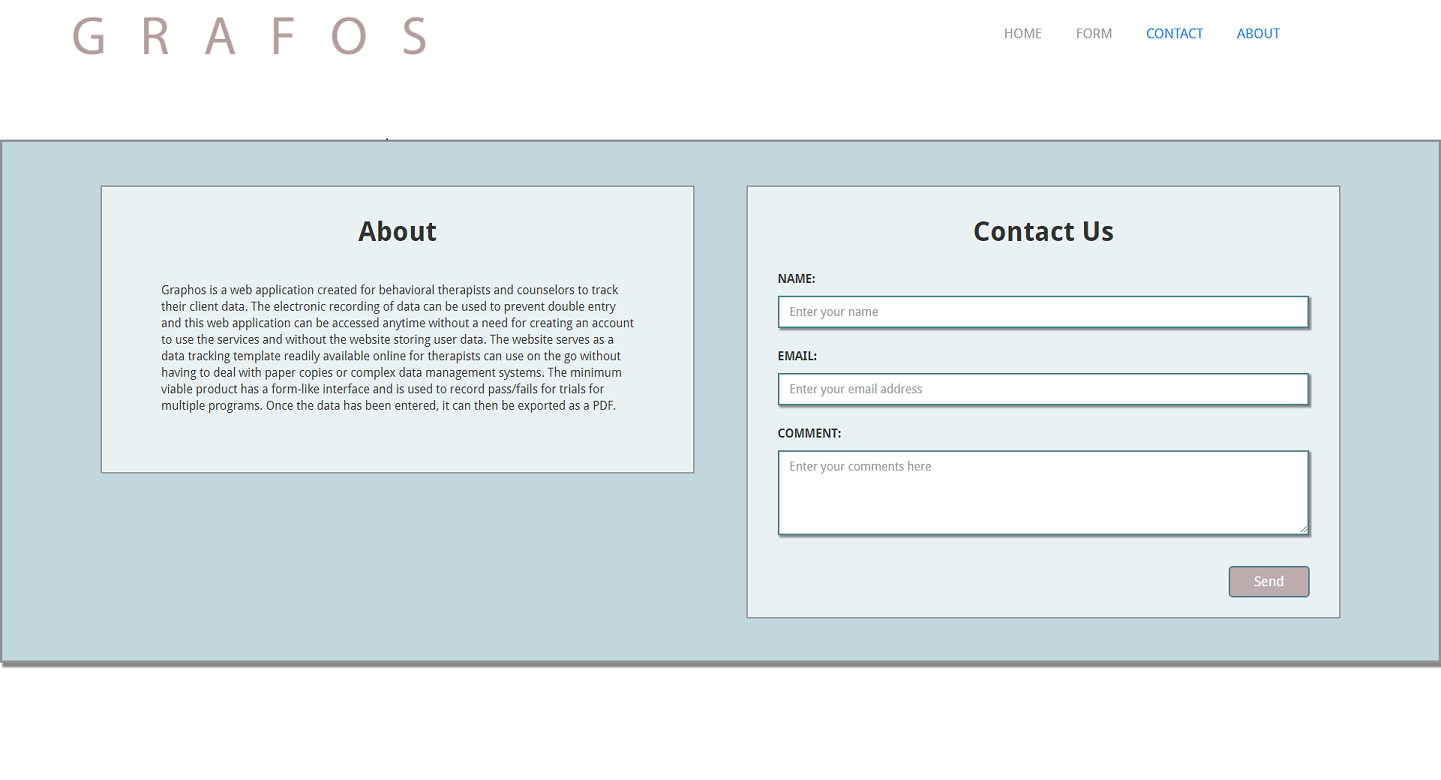 GRAFOS
HOME FORM CONTACT ABOUT
About
Graphos is a web application created for behavioral therapists and counselors to track
their client data. The electronic recording of data can be used to prevent double entry
and this web application can be accessed anytime without a need for creating an account
to use the services and without the website storing user data. The website serves as a
data tracking template readily available online for therapists can use on the go without
having to deal with paper copies or complex data management systems. The minimum
viable product has a form-like interface and is used to record pass/fails for trials for
multiple programs. Once the data has been entered, it can then be exported as a PDF.
Contact Us
NAME:
Enter your name
EMAIL:
Enter your email address
COMMENT:
Enter your comments here
Send